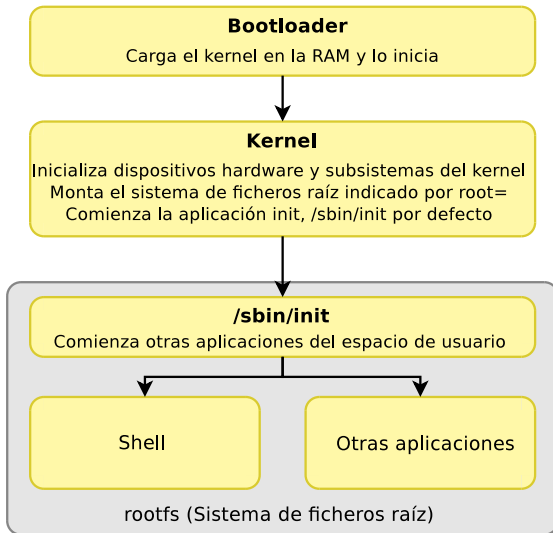 Bootloader
Carga el kernel en la RAM y lo inicia
Kernel
Inicializa dispositivos hardware y subsistemas del kernel
Monta el sistema de ficheros raíz indicado por root=
Comienza la aplicación init, /sbin/init por defecto
/sbin/init
Comienza otras aplicaciones del espacio de usuario
Shell
Otras aplicaciones
rootfs (Sistema de ficheros raíz)